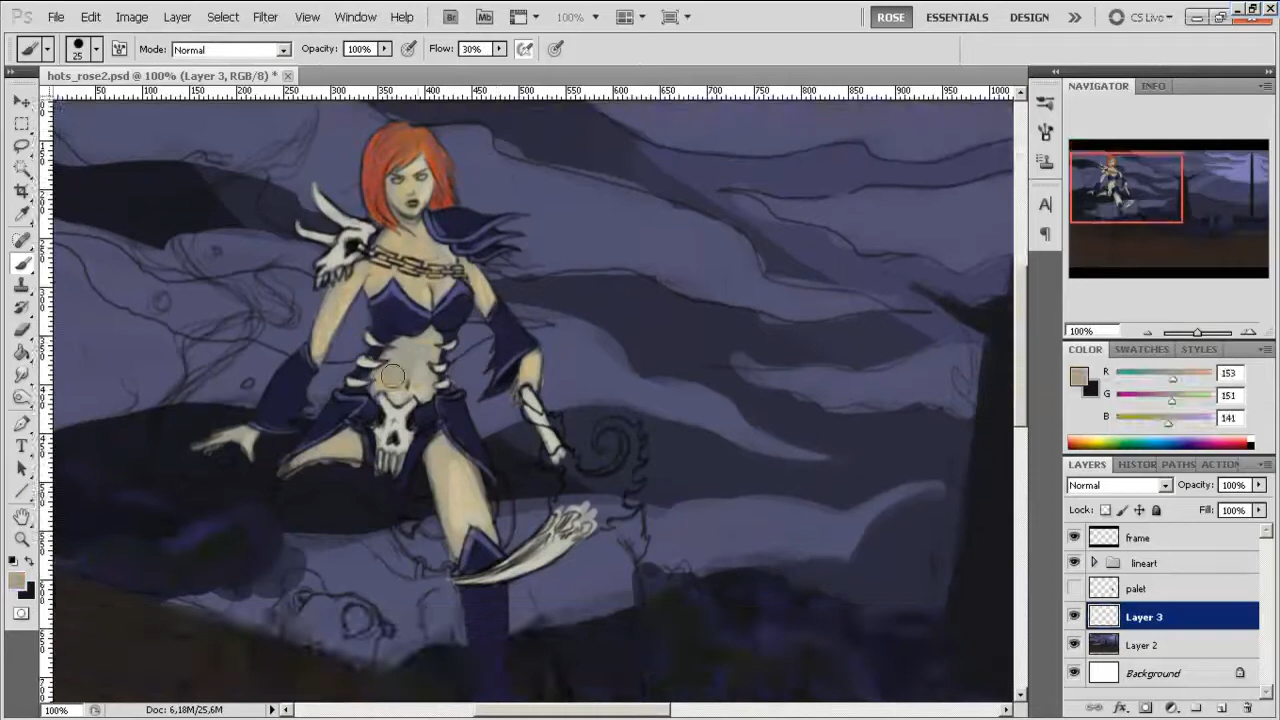 Ps File Edit Image Layer Select Filter View Window Help Br Mb 100% ROSE ESSENTIALS DESIGN CS Live
25 Mode: Normal Opacity: 100% Flow: 30%
hots_rose2.psd @ 100% (Layer 3, RGB/8) *
50 100 150 200 250 300 350 400 450 500 550 600 650 700 750 800 850 900 950 1000
NAVIGATOR INFO
100%
COLOR SWATCHES STYLES
R 153
G 151
B 141
LAYERS HISTOR PATHS ACTION
Normal Opacity: 100%
Lock: Fill: 100%
frame
lineart
palet
Layer 3
Layer 2
Background
100% Doc: 6,18M/25,6M